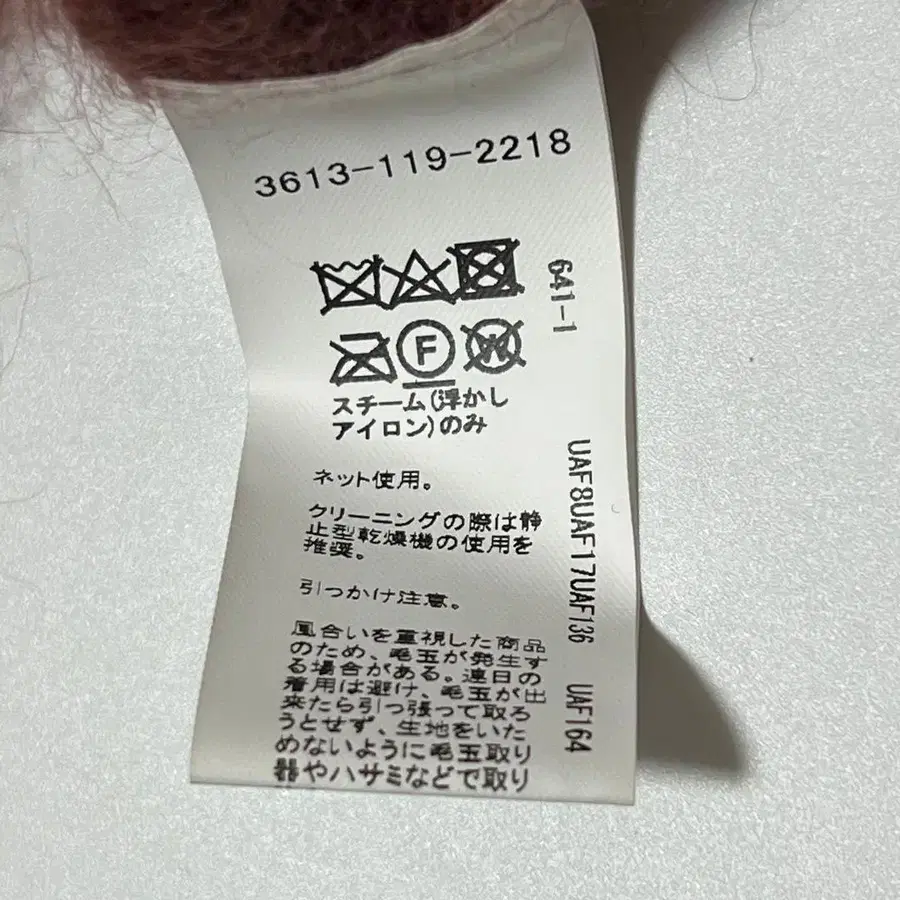 3613-119-2218
F W
スチーム(浮かし
アイロン)のみ
ネット使用。
クリーニングの際は静
止型乾燥機の使用を
推奨。
引っかけ注意。
風合いを重視した商品
のため、毛玉が発生す
る場合がある。連日の
着用は避け、毛玉が出
来たら引っ張って取ろ
うとせず、生地をいた
めないように毛玉取り
器やハサミなどで取り
641-1
UAF8UAF17UAF136 UAF164